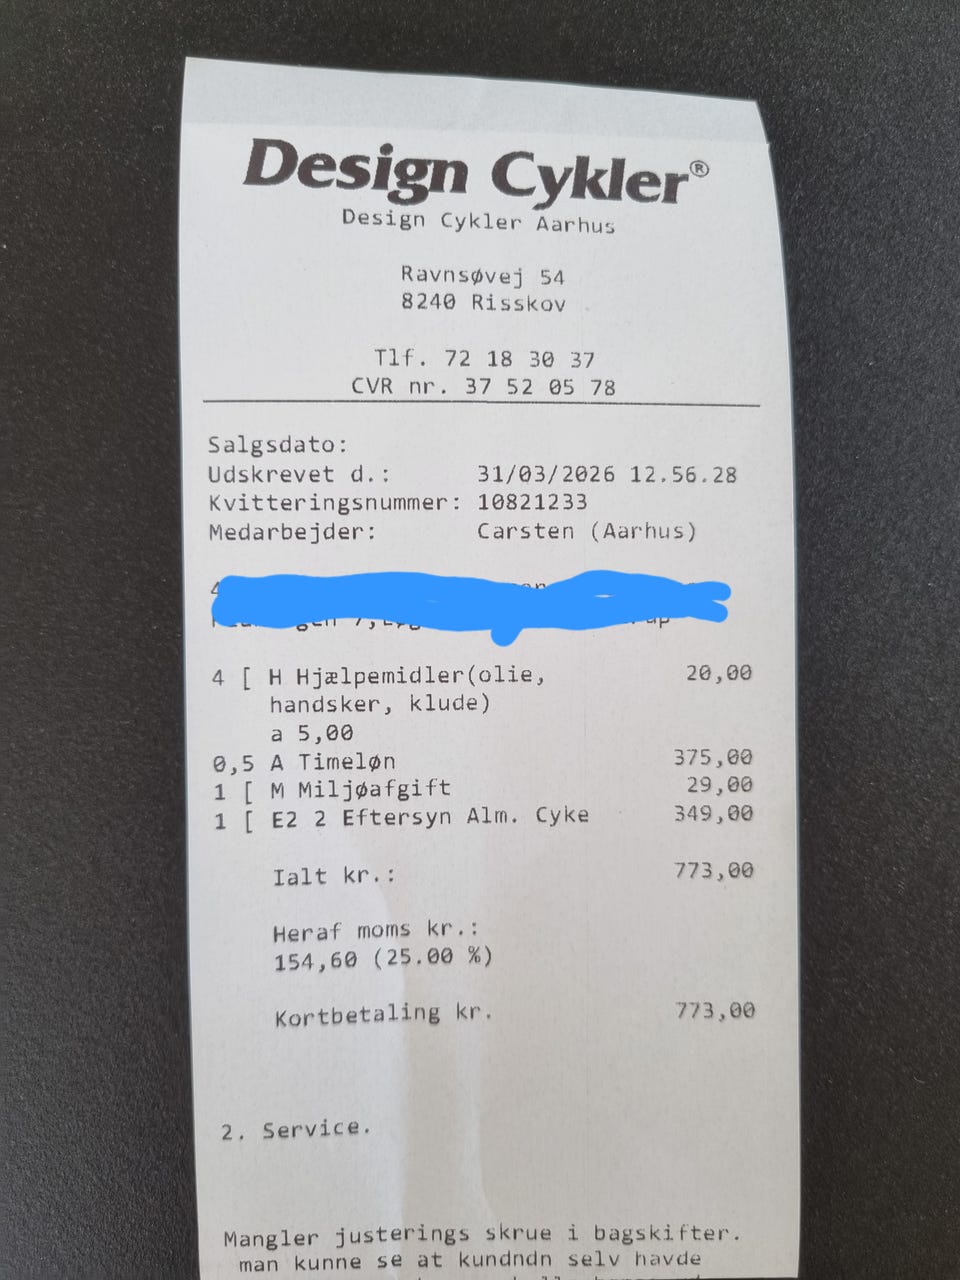 Design Cykler®
Design Cykler Aarhus
Ravnsøvej 54
8240 Risskov
Tlf. 72 18 30 37
CVR nr. 37 52 05 78
Salgsdato:
Udskrevet d.: 31/03/2026 12.56.28
Kvitteringsnummer: 10821233
Medarbejder: Carsten (Aarhus)
4 [ H Hjælpemidler(olie, 20,00
handsker, klude)
a 5,00
0,5 A Timeløn 375,00
1 [ M Miljøafgift 29,00
1 [ E2 2 Eftersyn Alm. Cyke 349,00
Ialt kr.: 773,00
Heraf moms kr.:
154,60 (25.00 %)
Kortbetaling kr. 773,00
2. Service.
Mangler justerings skrue i bagskifter.
man kunne se at kundndn selv havde